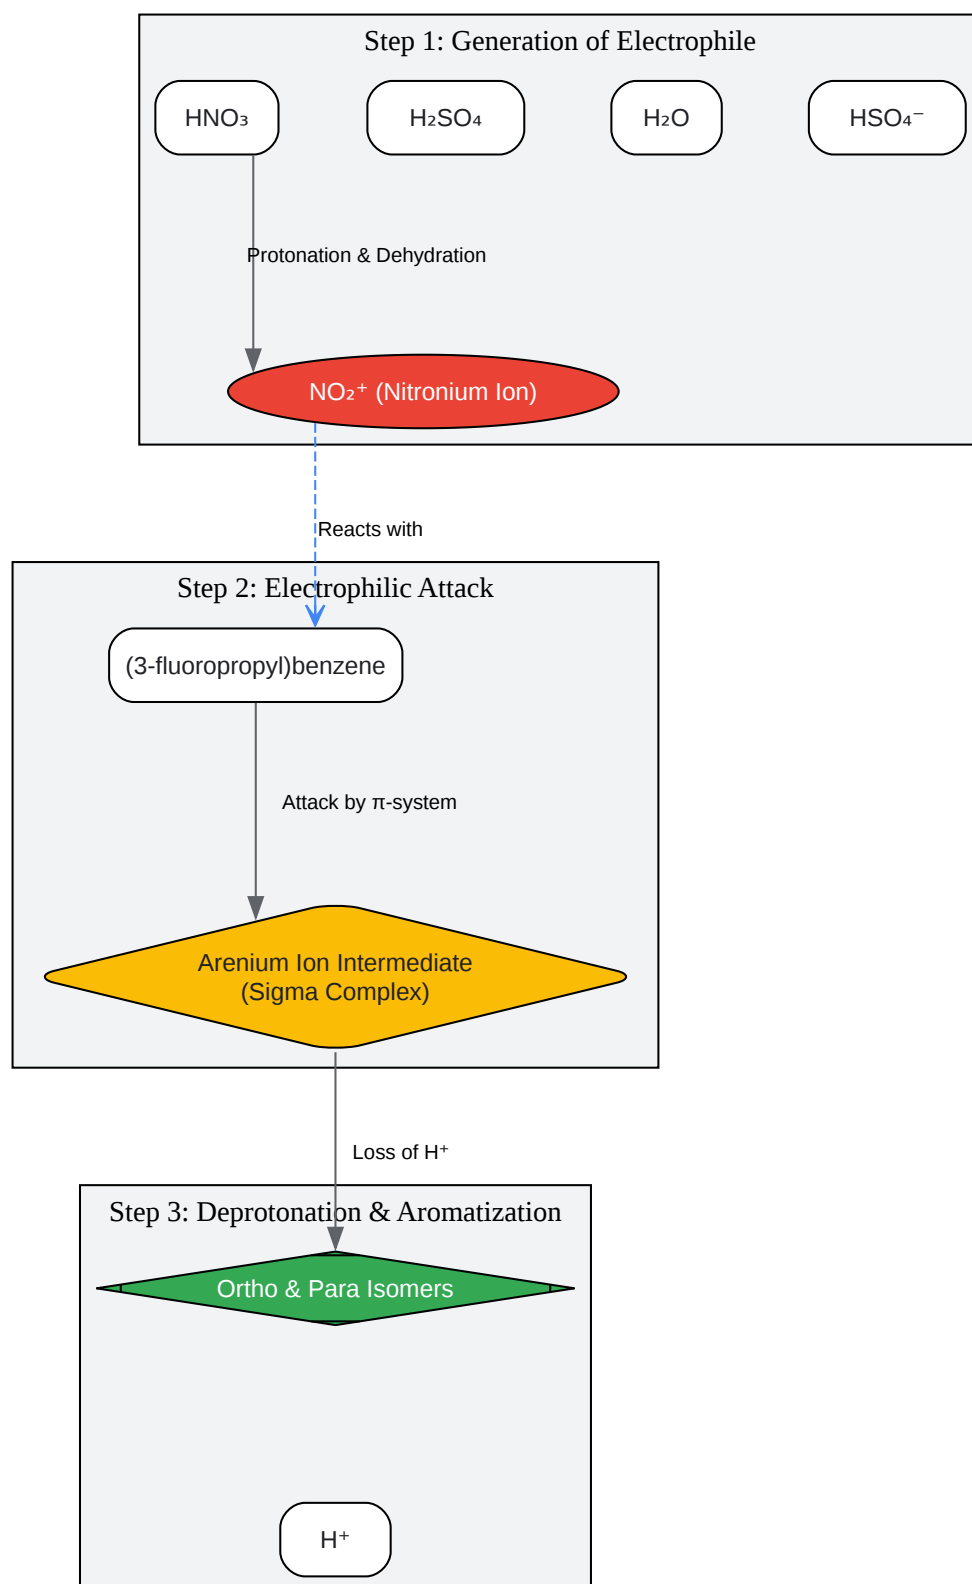 Step 1: Generation of Electrophile
HNO₃
H₂SO₄
H₂O
HSO₄⁻
Protonation & Dehydration
NO₂⁺ (Nitronium Ion)
Reacts with
Step 2: Electrophilic Attack
(3-fluoropropyl)benzene
Attack by π-system
Arenium Ion Intermediate
(Sigma Complex)
Loss of H⁺
Step 3: Deprotonation & Aromatization
Ortho & Para Isomers
H⁺